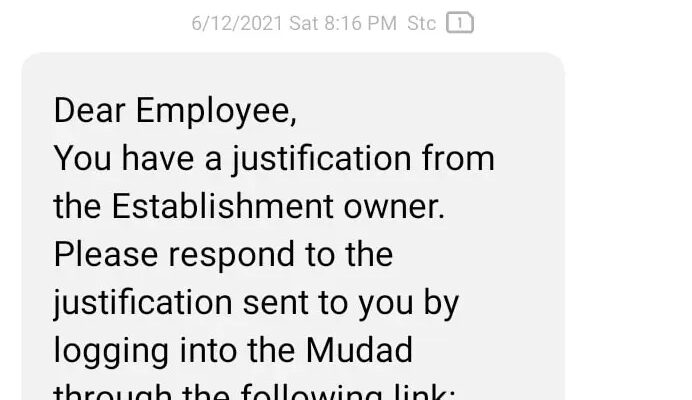 6/12/2021 Sat 8:16 PM Stc 1
Dear Employee,
You have a justification from
the Establishment owner.
Please respond to the
justification sent to you by
logging into the Mudad
through the following link: